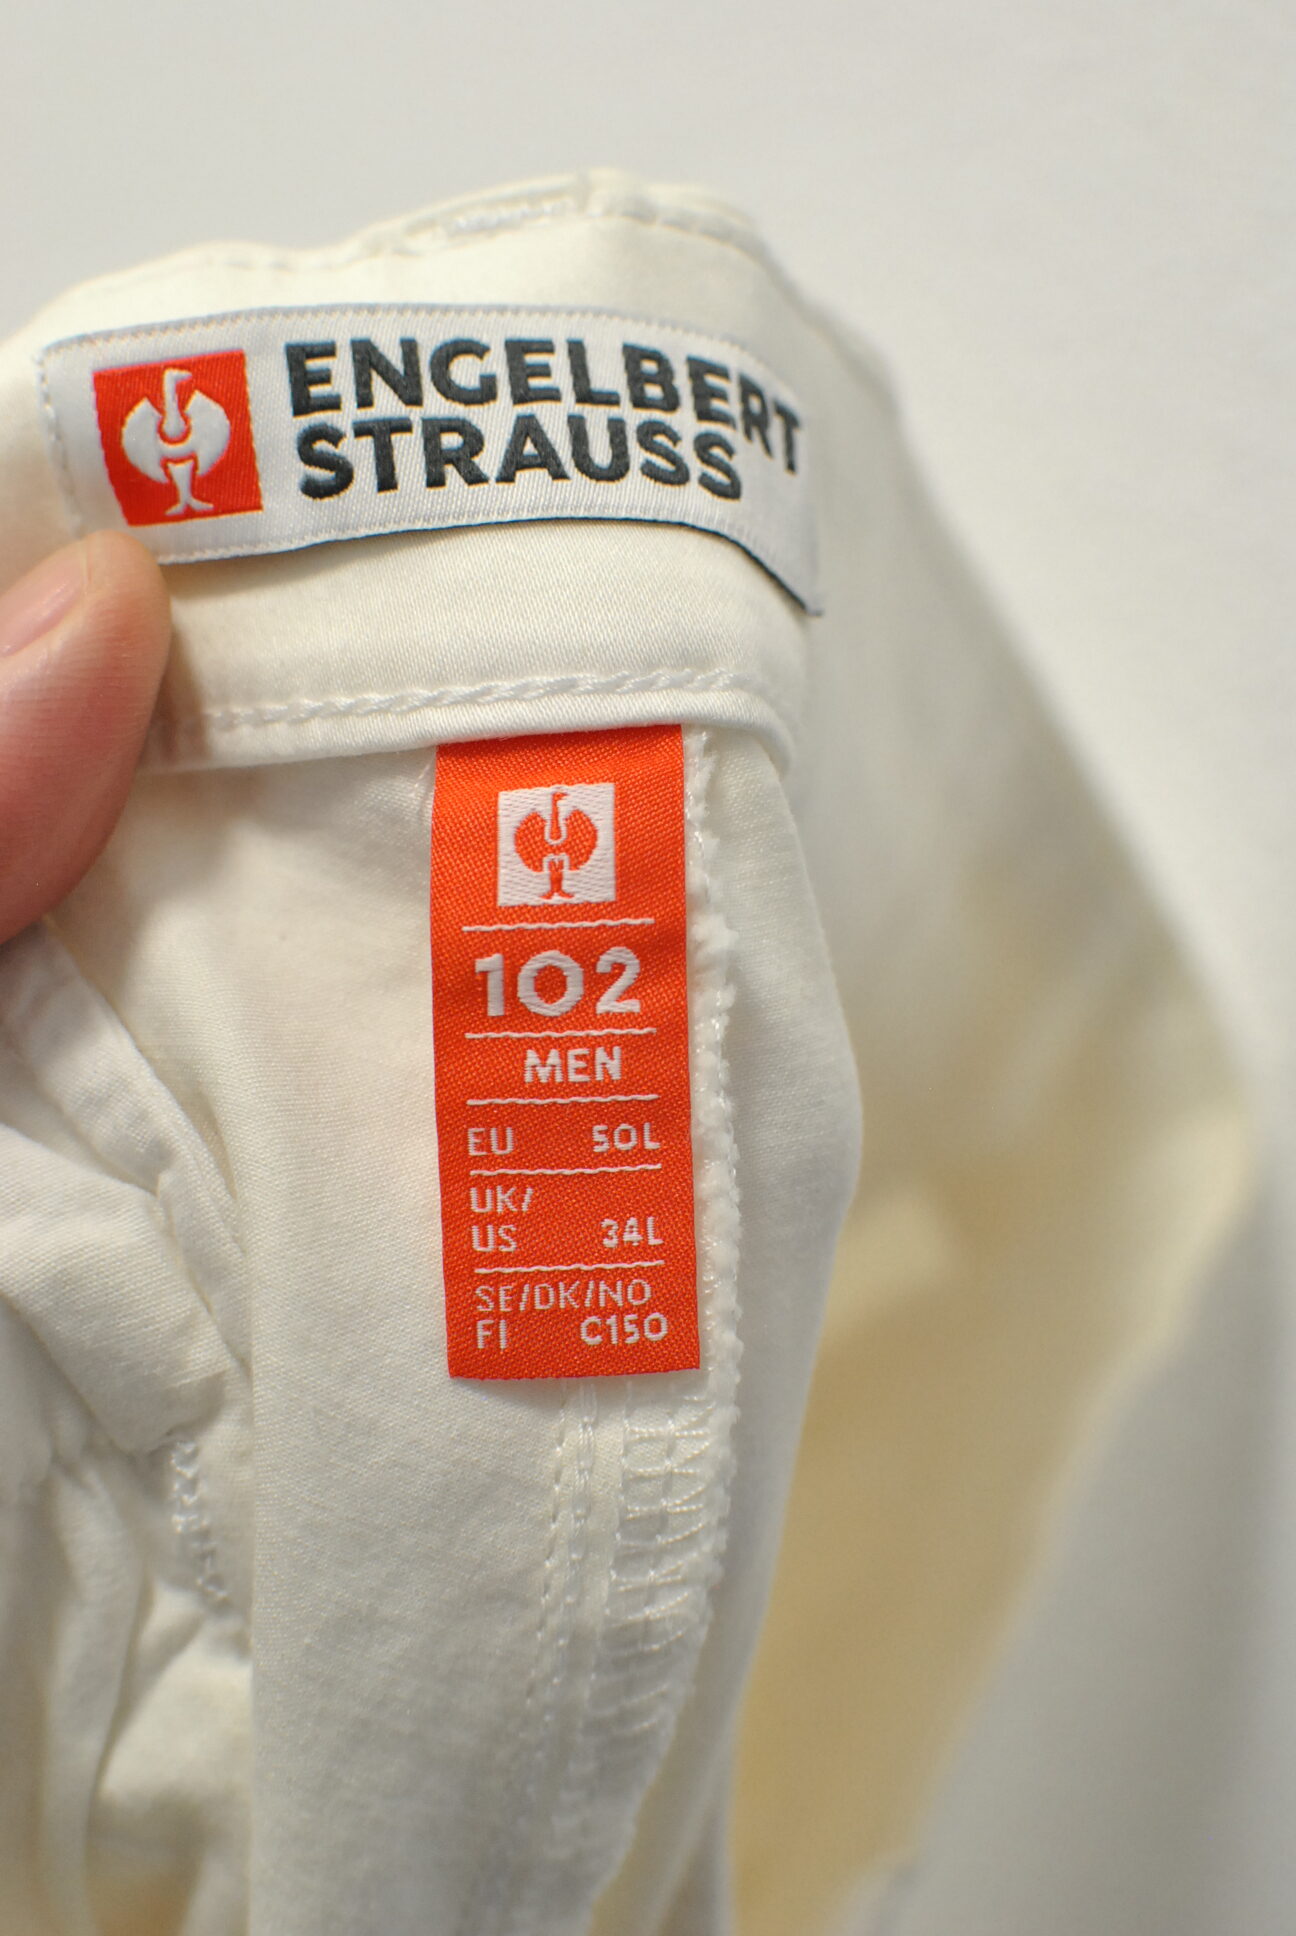 ENGELBERT
STRAUSS
102
MEN
EU 50L
UK/
US 34L
SE/DK/NO
FI C150